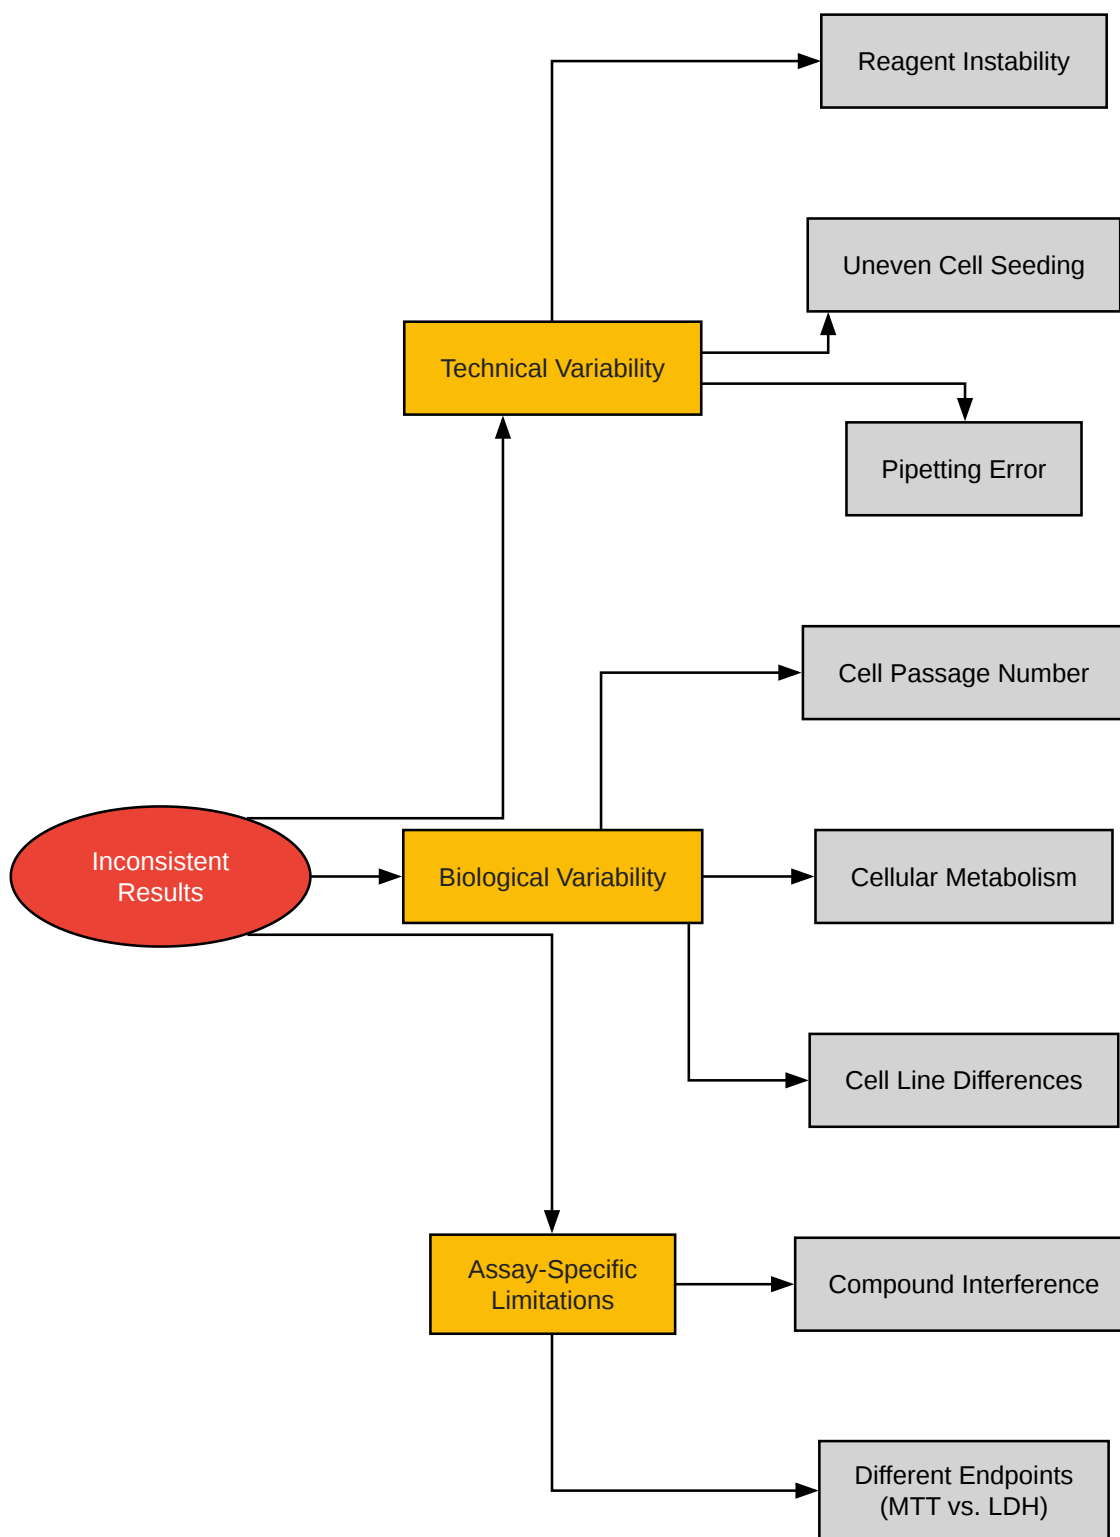 Reagent Instability
Uneven Cell Seeding
Technical Variability
Pipetting Error
Cell Passage Number
Inconsistent
Results
Biological Variability
Cellular Metabolism
Cell Line Differences
Assay-Specific
Limitations
Compound Interference
Different Endpoints
(MTT vs. LDH)